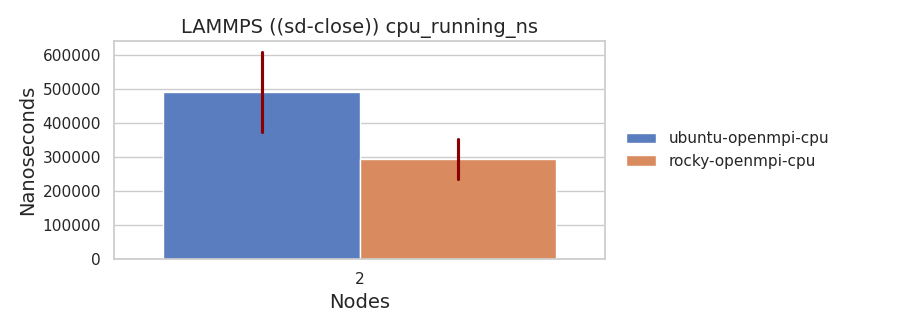 LAMMPS ((sd-close)) cpu_running_ns
600000
500000
400000
300000
200000
100000
0
Nanoseconds
2
Nodes
ubuntu-openmpi-cpu
rocky-openmpi-cpu